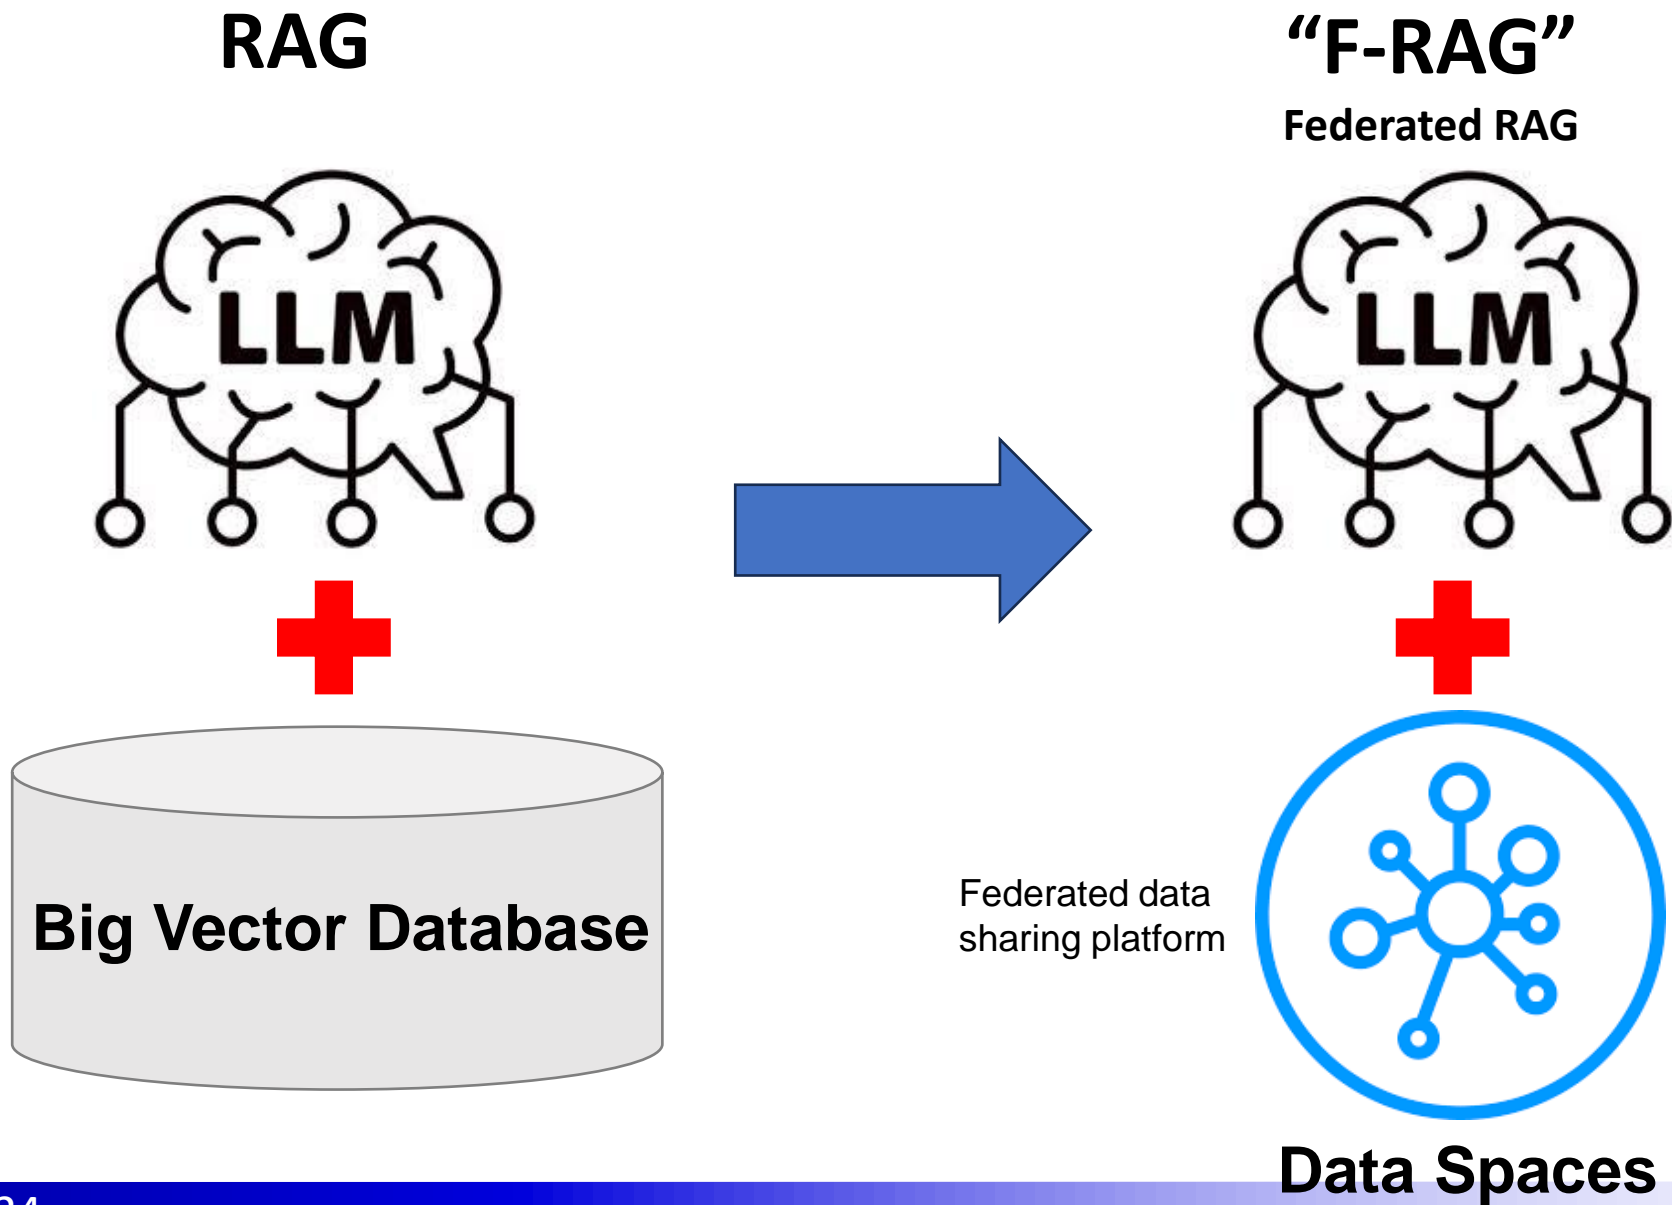 RAG
LLM
Big Vector Database
“F-RAG”
Federated RAG
LLM
Federated data
sharing platform
Data Spaces